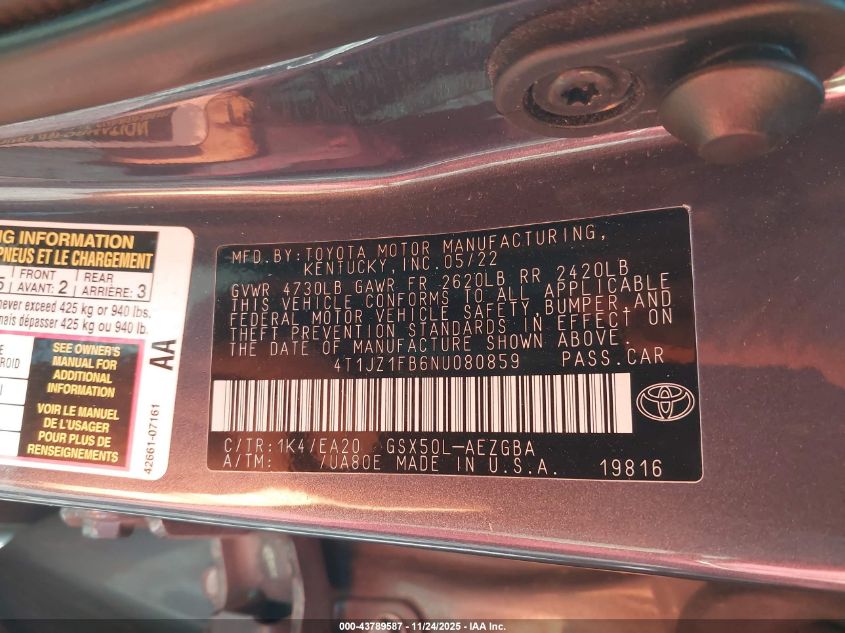 NG INFORMATION
PNEUS ET LE CHARGEMENT
FRONT REAR
AVANT: 2 ARRIÈRE: 3
never exceed 425 kg or 940 lbs.
mais dépasser 425 kg ou 940 lb.
SEE OWNER'S
MANUAL FOR
ADDITIONAL
INFORMATION
VOIR LE MANUEL
DE L'USAGER
POUR PLUS DE
RENSEIGNEMENTS
AA
42661-07161
MFD.BY:TOYOTA MOTOR MANUFACTURING,
KENTUCKY,INC.05/22
GVWR 4730LB GAWR FR 2620LB RR 2420LB
THIS VEHICLE CONFORMS TO ALL APPLICABLE
FEDERAL MOTOR VEHICLE SAFETY,BUMPER,AND
THEFT PREVENTION STANDARDS IN EFFECT ON
THE DATE OF MANUFACTURE SHOWN ABOVE.
4T1JZ1FB6NU080859 PASS.CAR
C/TR:1K4/EA20 GSX50L-AEZGBA
A/TM: /UA80E MADE IN U.S.A. 19816
000-43789587 - 11/24/2025 - IAA Inc.